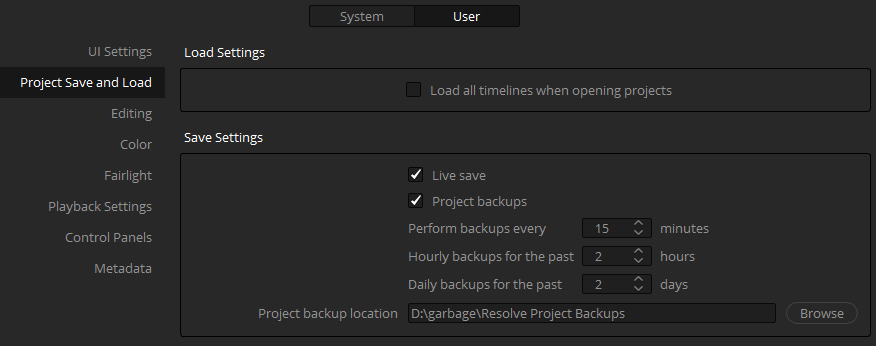 System User
UI Settings
Project Save and Load
Editing
Color
Fairlight
Playback Settings
Control Panels
Metadata
Load Settings
Load all timelines when opening projects
Save Settings
Live save
Project backups
Perform backups every 15 minutes
Hourly backups for the past 2 hours
Daily backups for the past 2 days
Project backup location D:\garbage\Resolve Project Backups Browse